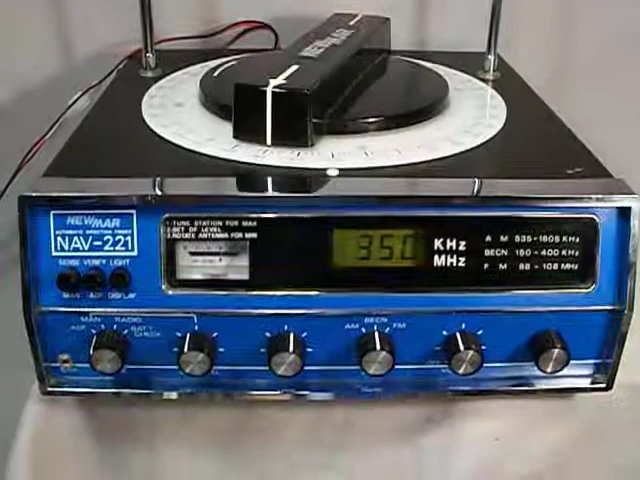 NEWMAR
NEWMAR
AUTOMATIC DIRECTION FINDER
NAV-221
SENSE VERIFY LIGHT
MAN ADF DISPLAY
1.TUNE STATION FOR MAX
2.SET DF LEVEL
3.ROTATE ANTENNA FOR MIN
350
KHz
MHz
A M 535-1605 KHz
BECN 150-400 KHz
F M 88-108 MHz
MAN RADIO
ADF BATT CHECK
BECN
AM FM